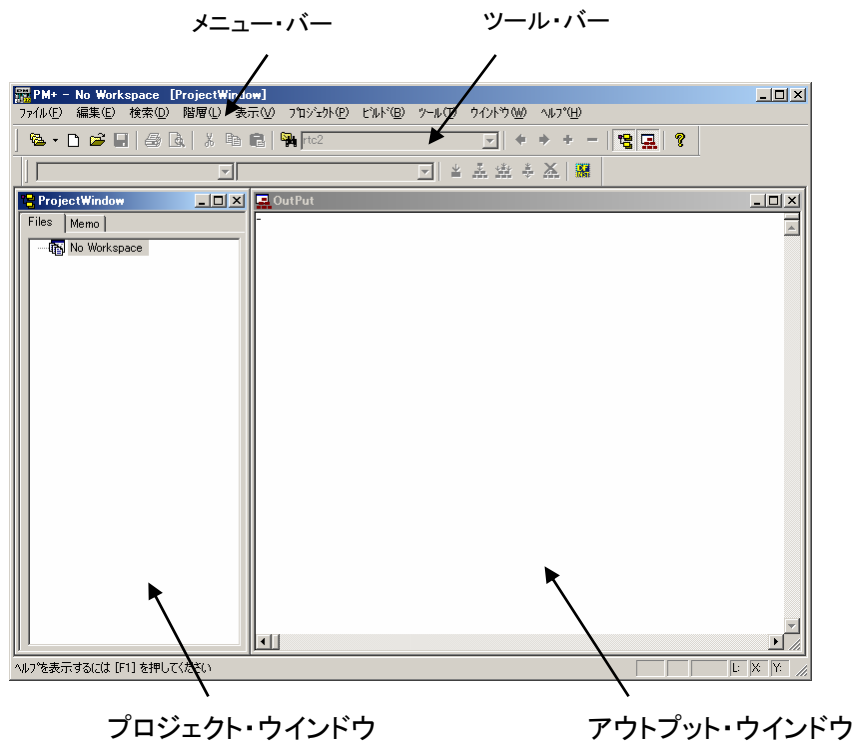 メニュー・バー
ツール・バー
PM+ - No Workspace [ProjectWindow]
ファイル(F) 編集(E) 検索(D) 階層(L) 表示(V) プロジェクト(P) ビルド(B) ツール(T) ウインドウ(W) ヘルプ(H)
rtc2
ProjectWindow
OutPut
Files
Memo
No Workspace
ヘルプを表示するには [F1] を押してください
L: X: Y:
プロジェクト・ウインドウ
アウトプット・ウインドウ